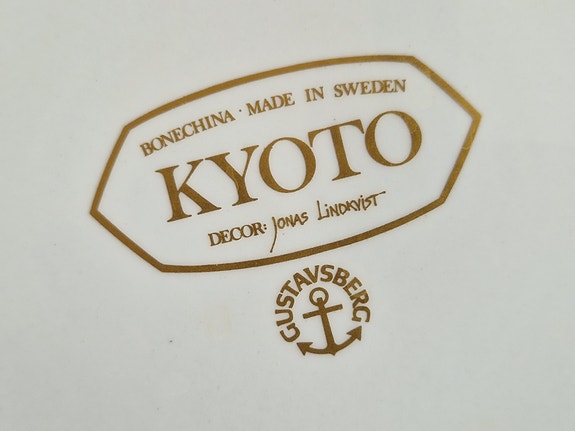 BONECHINA · MADE IN SWEDEN
KYOTO
DECOR: JONAS LINDKVIST
GUSTAVSBERG